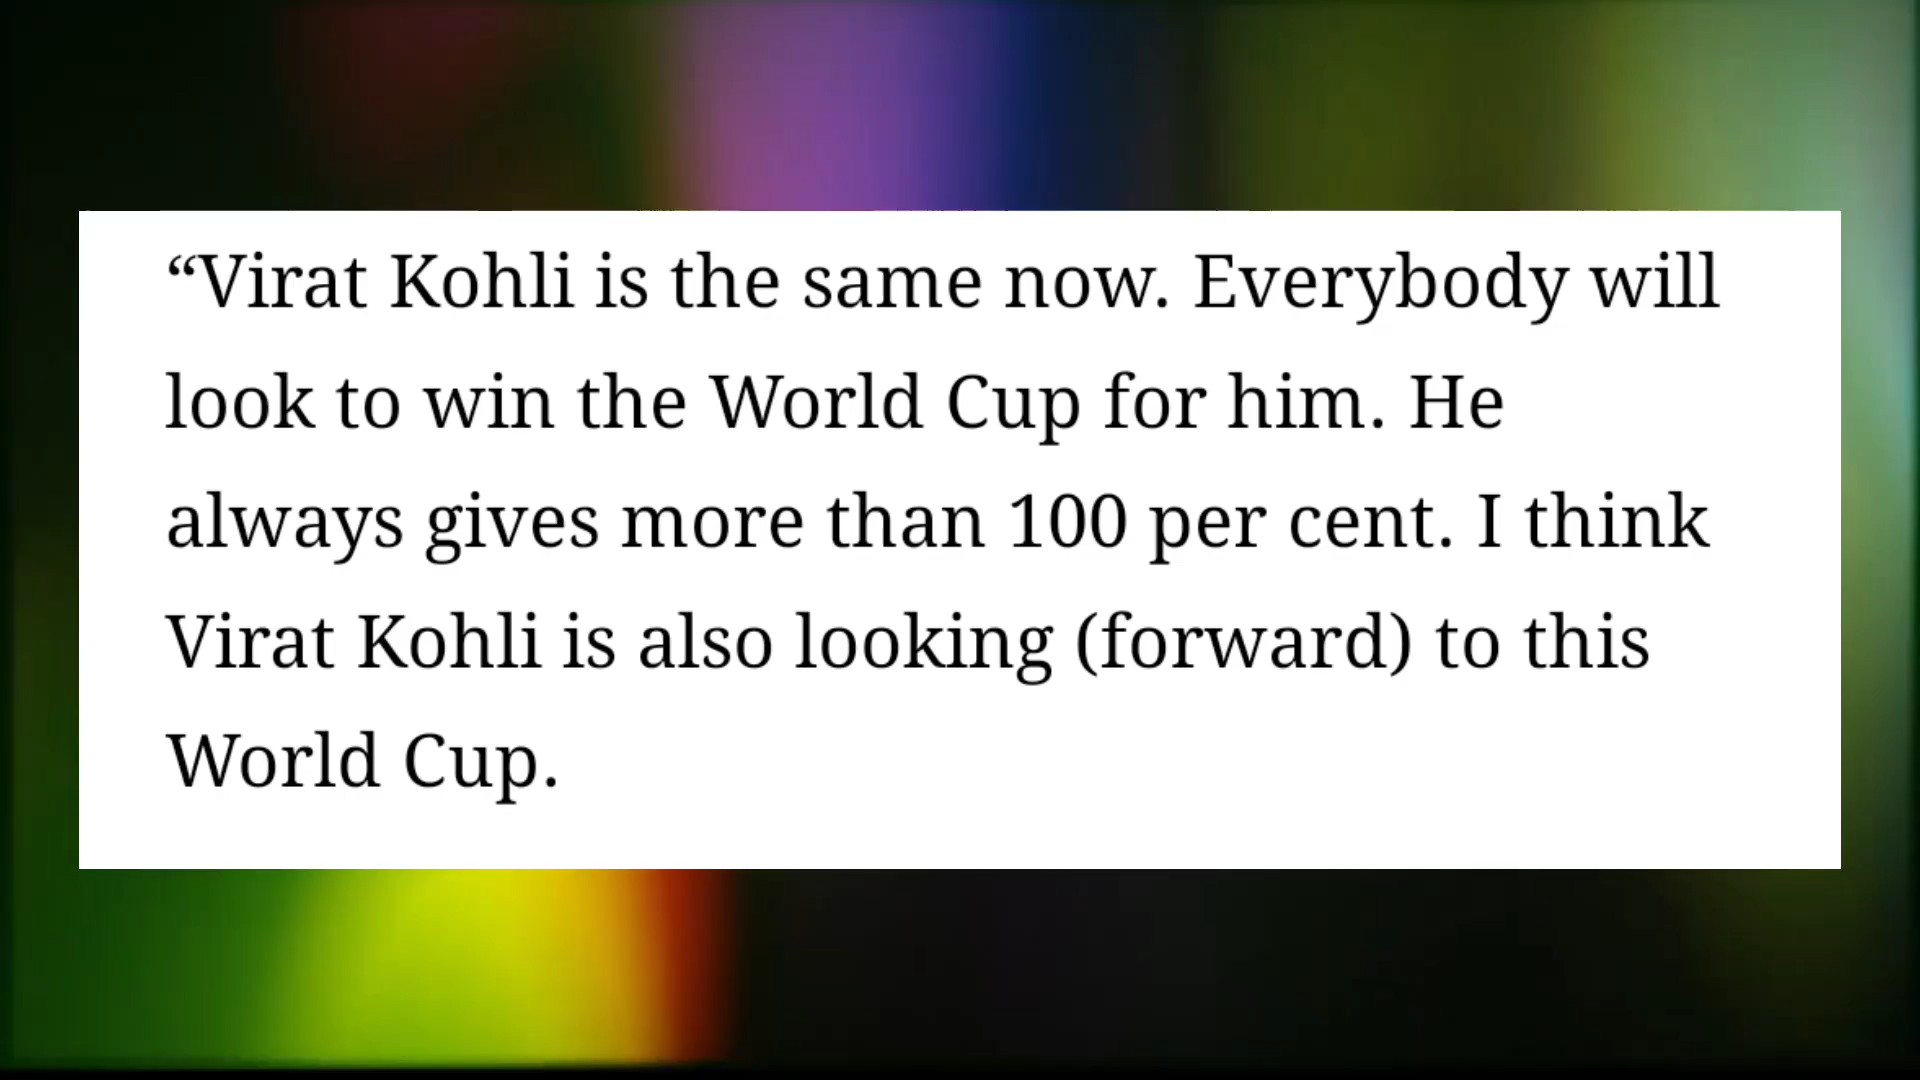 “Virat Kohli is the same now. Everybody will
look to win the World Cup for him. He
always gives more than 100 per cent. I think
Virat Kohli is also looking (forward) to this
World Cup.